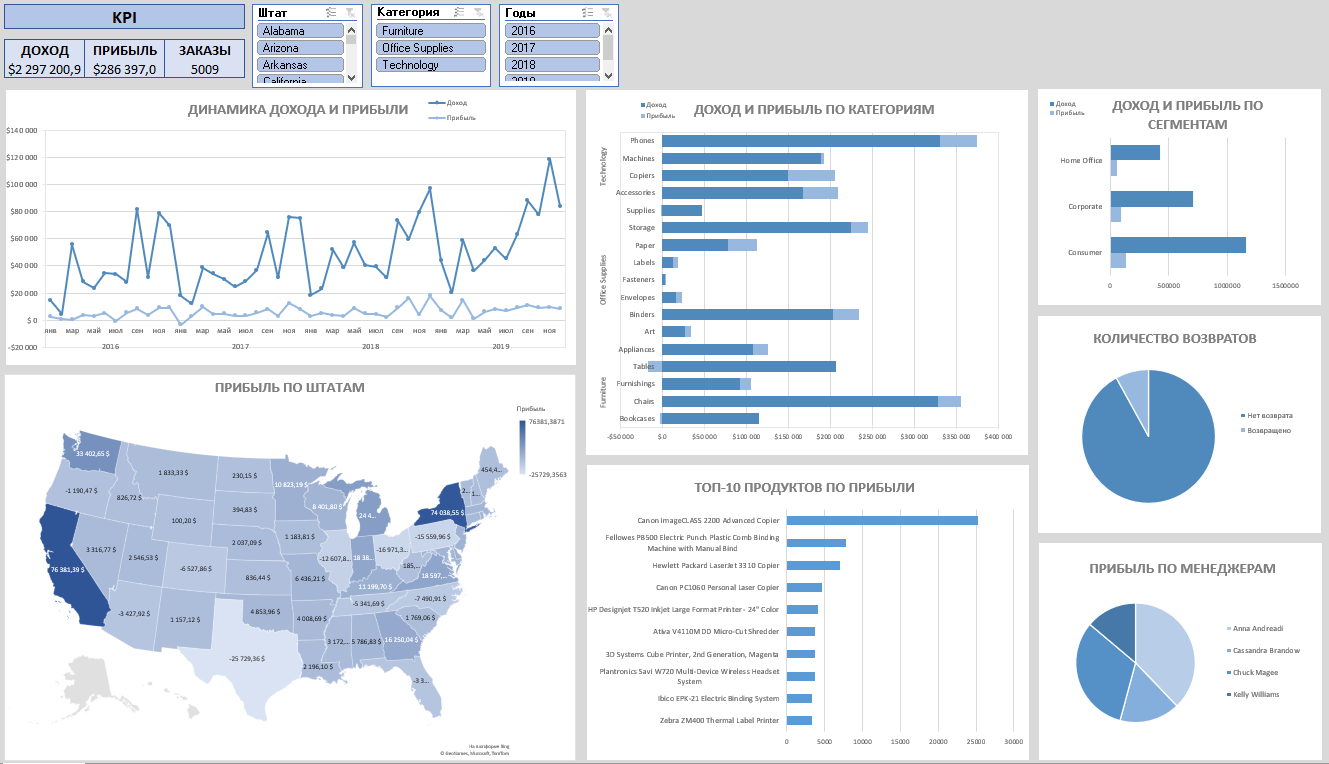 KPI
ДОХОД ПРИБЫЛЬ ЗАКАЗЫ
$2 297 200,9 $286 397,0 5009
Штат
Alabama
Arizona
Arkansas
California
Категория
Furniture
Office Supplies
Technology
Годы
2016
2017
2018
2019
ДИНАМИКА ДОХОДА И ПРИБЫЛИ
Доход
Прибыль
$140 000
$120 000
$100 000
$80 000
$60 000
$40 000
$20 000
$0
-$20 000
янв мар май июл сен ноя янв мар май июл сен ноя янв мар май июл сен ноя янв мар май июл сен ноя
2016 2017 2018 2019
ДОХОД И ПРИБЫЛЬ ПО КАТЕГОРИЯМ
Доход
Прибыль
Technology
Phones
Machines
Copiers
Accessories
Office Supplies
Supplies
Storage
Paper
Labels
Fasteners
Envelopes
Binders
Art
Appliances
Furniture
Tables
Furnishings
Chairs
Bookcases
-$50 000 $0 $50 000 $100 000 $150 000 $200 000 $250 000 $300 000 $350 000 $400 000
ДОХОД И ПРИБЫЛЬ ПО
СЕГМЕНТАМ
Доход
Прибыль
Home Office
Corporate
Consumer
0 500000 1000000 1500000
КОЛИЧЕСТВО ВОЗВРАТОВ
Нет возврата
Возвращено
ПРИБЫЛЬ ПО ШТАТАМ
Прибыль
76381,3871
-25729,3563
33 402,65 $
-1 190,47 $
826,72 $
1 833,33 $
100,20 $
230,15 $
394,83 $
10 823,19 $
8 401,80 $
24 4...
454,4...
2...
1...
74 038,55 $
76 381,39 $
3 316,77 $
2 546,53 $
-6 527,86 $
2 037,09 $
1 183,81 $
-12 607,8...
18 38...
-16 971,3...
-15 559,96 $
185,...
18 597,...
836,44 $
6 436,21 $
11 199,70 $
-7 490,91 $
-3 427,92 $
1 157,12 $
4 853,96 $
4 008,69 $
-5 341,69 $
1 769,06 $
-25 729,36 $
2 196,10 $
3 172,...
5 786,83 $
16 250,04 $
-3 3...
На платформе Bing
© GeoNames, Microsoft, TomTom
ТОП-10 ПРОДУКТОВ ПО ПРИБЫЛИ
Canon imageCLASS 2200 Advanced Copier
Fellowes PB500 Electric Punch Plastic Comb Binding
Machine with Manual Bind
Hewlett Packard LaserJet 3310 Copier
Canon PC1060 Personal Laser Copier
HP Designjet T520 Inkjet Large Format Printer - 24" Color
Ativa V4110MDD Micro-Cut Shredder
3D Systems Cube Printer, 2nd Generation, Magenta
Plantronics Savi W720 Multi-Device Wireless Headset
System
Ibico EPK-21 Electric Binding System
Zebra ZM400 Thermal Label Printer
0 5000 10000 15000 20000 25000 30000
ПРИБЫЛЬ ПО МЕНЕДЖЕРАМ
Anna Andreadi
Cassandra Brandow
Chuck Magee
Kelly Williams